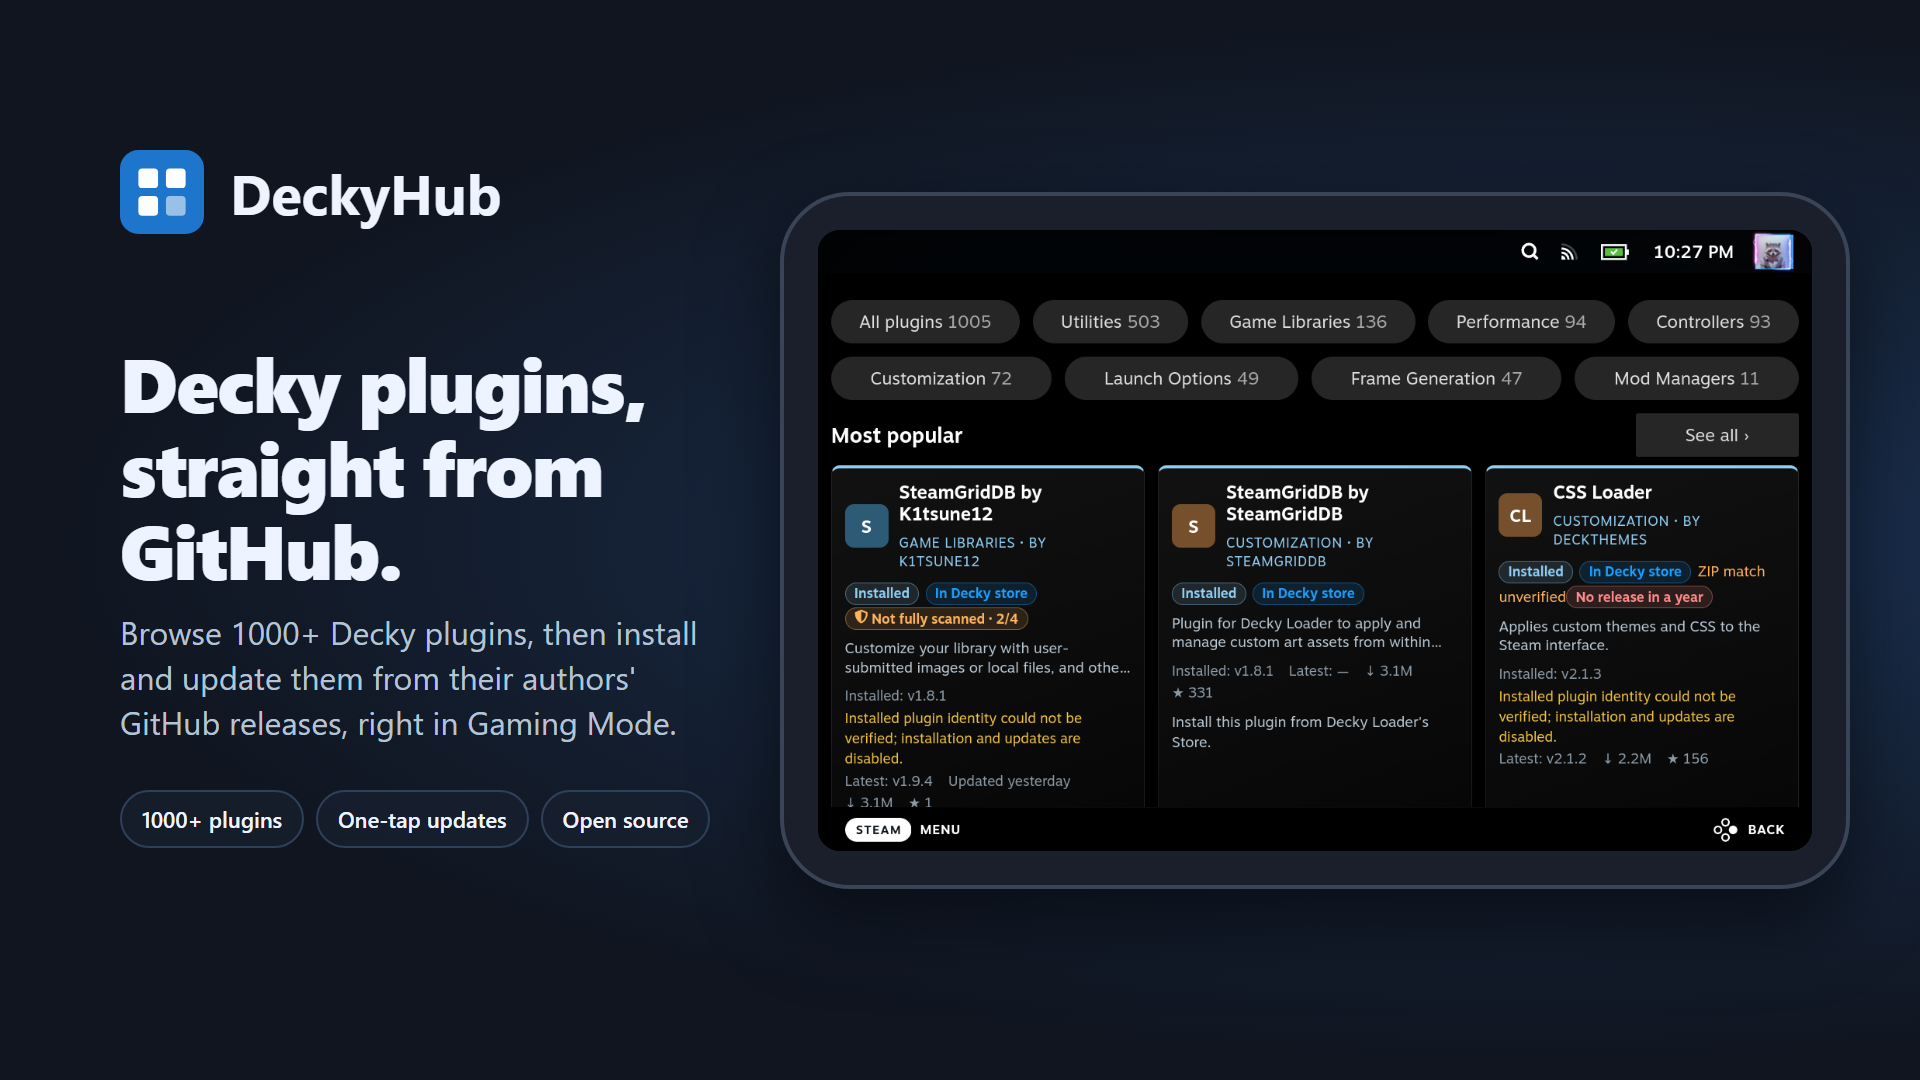 DeckyHub
Decky plugins,
straight from
GitHub.
Browse 1000+ Decky plugins, then install
and update them from their authors'
GitHub releases, right in Gaming Mode.
1000+ plugins
One-tap updates
Open source
10:27 PM
All plugins 1005
Utilities 503
Game Libraries 136
Performance 94
Controllers 93
Customization 72
Launch Options 49
Frame Generation 47
Mod Managers 11
Most popular
See all ›
S
SteamGridDB by
K1tsune12
GAME LIBRARIES · BY
K1TSUNE12
Installed
In Decky store
Not fully scanned · 2/4
Customize your library with user-
submitted images or local files, and othe...
Installed: v1.8.1
Installed plugin identity could not be
verified; installation and updates are
disabled.
Latest: v1.9.4 Updated yesterday
↓ 3.1M ★ 1
S
SteamGridDB by
SteamGridDB
CUSTOMIZATION · BY
STEAMGRIDDB
Installed
In Decky store
Plugin for Decky Loader to apply and
manage custom art assets from within...
Installed: v1.8.1 Latest: — ↓ 3.1M
★ 331
Install this plugin from Decky Loader's
Store.
CL
CSS Loader
CUSTOMIZATION · BY
DECKTHEMES
Installed In Decky store ZIP match
unverified No release in a year
Applies custom themes and CSS to the
Steam interface.
Installed: v2.1.3
Installed plugin identity could not be
verified; installation and updates are
disabled.
Latest: v2.1.2 ↓ 2.2M ★ 156
STEAM MENU
BACK